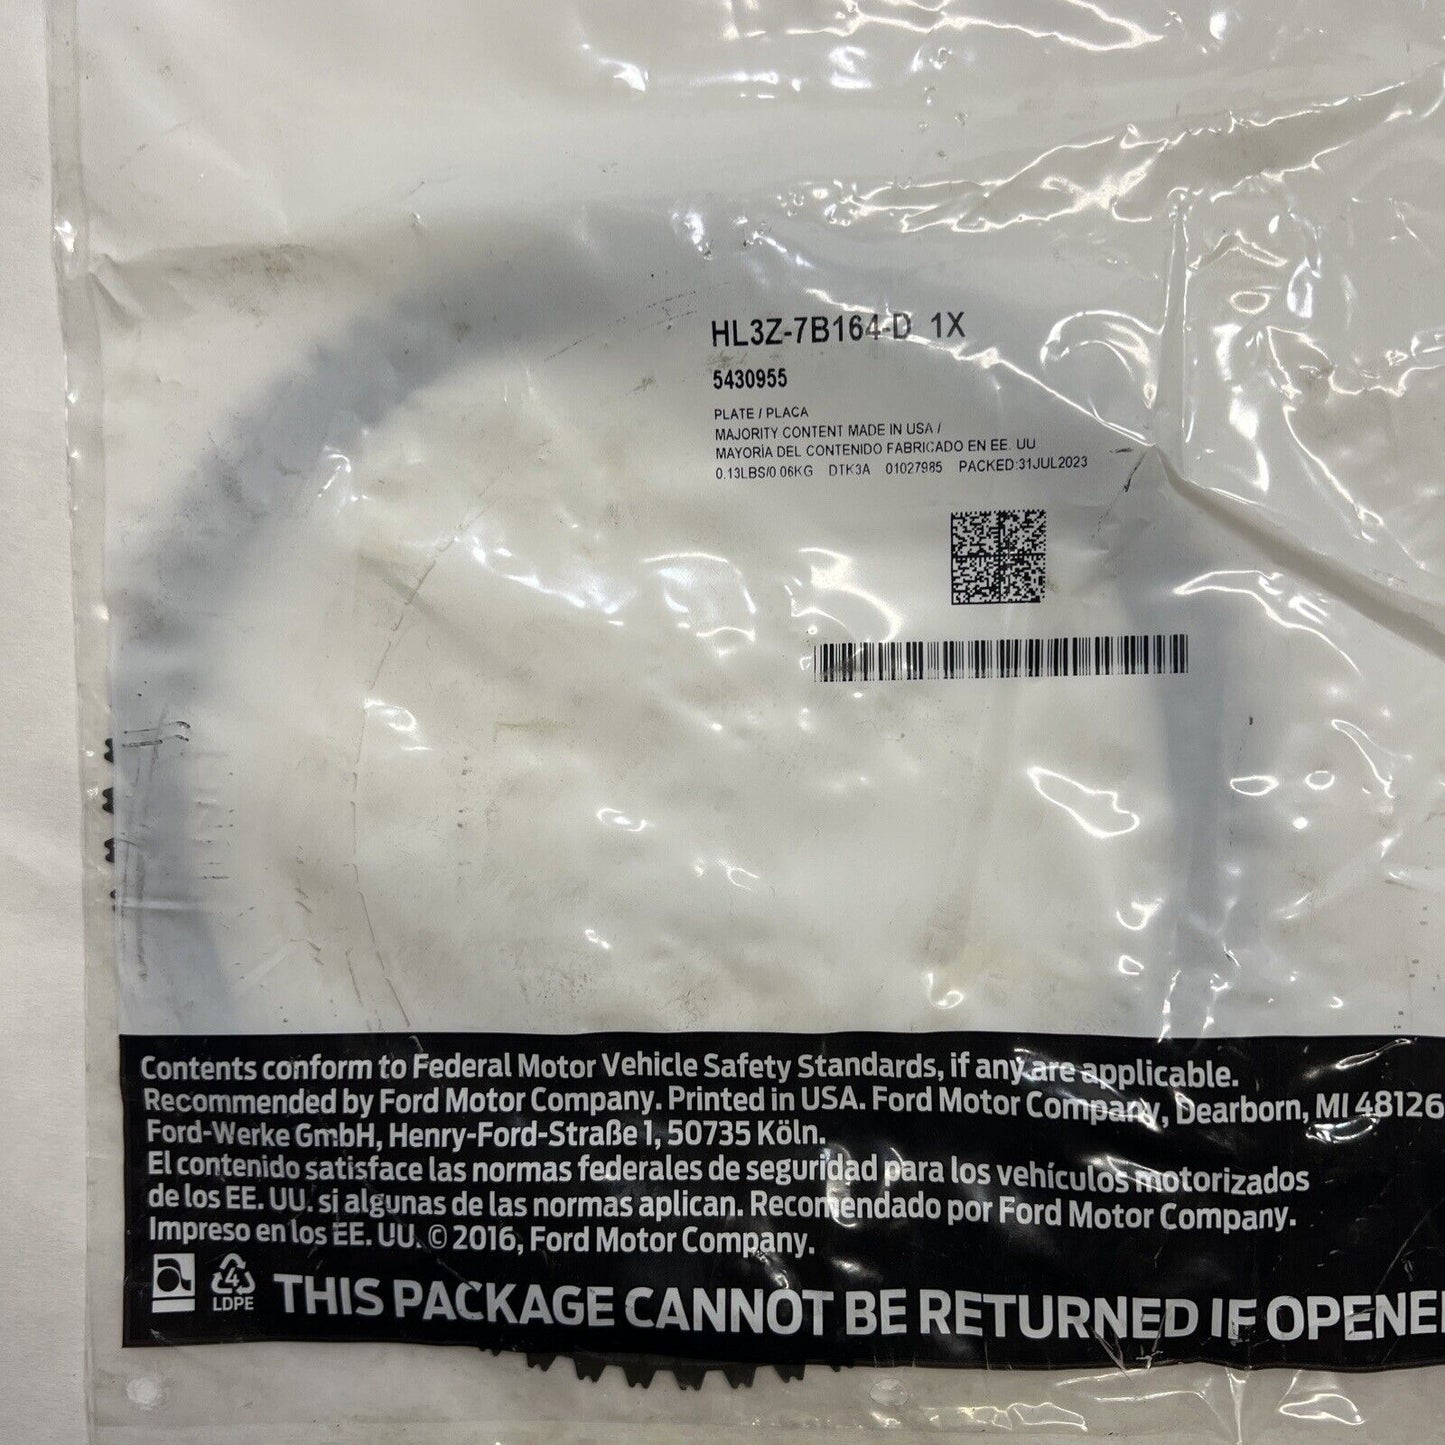 HL3Z-7B164-D 1X
5430955
PLATE / PLACA
MAJORITY CONTENT MADE IN USA /
MAYORÍA DEL CONTENIDO FABRICADO EN EE. UU
0.13LBS/0.06KG DTK3A 01027985 PACKED:31JUL2023
Contents conform to Federal Motor Vehicle Safety Standards, if any are applicable.
Recommended by Ford Motor Company. Printed in USA. Ford Motor Company, Dearborn, MI 48126
Ford-Werke GmbH, Henry-Ford-Straße 1, 50735 Köln.
El contenido satisface las normas federales de seguridad para los vehículos motorizados
de los EE. UU. si algunas de las normas aplican. Recomendado por Ford Motor Company.
Impreso en los EE. UU. © 2016, Ford Motor Company.
4
LDPE
THIS PACKAGE CANNOT BE RETURNED IF OPENE